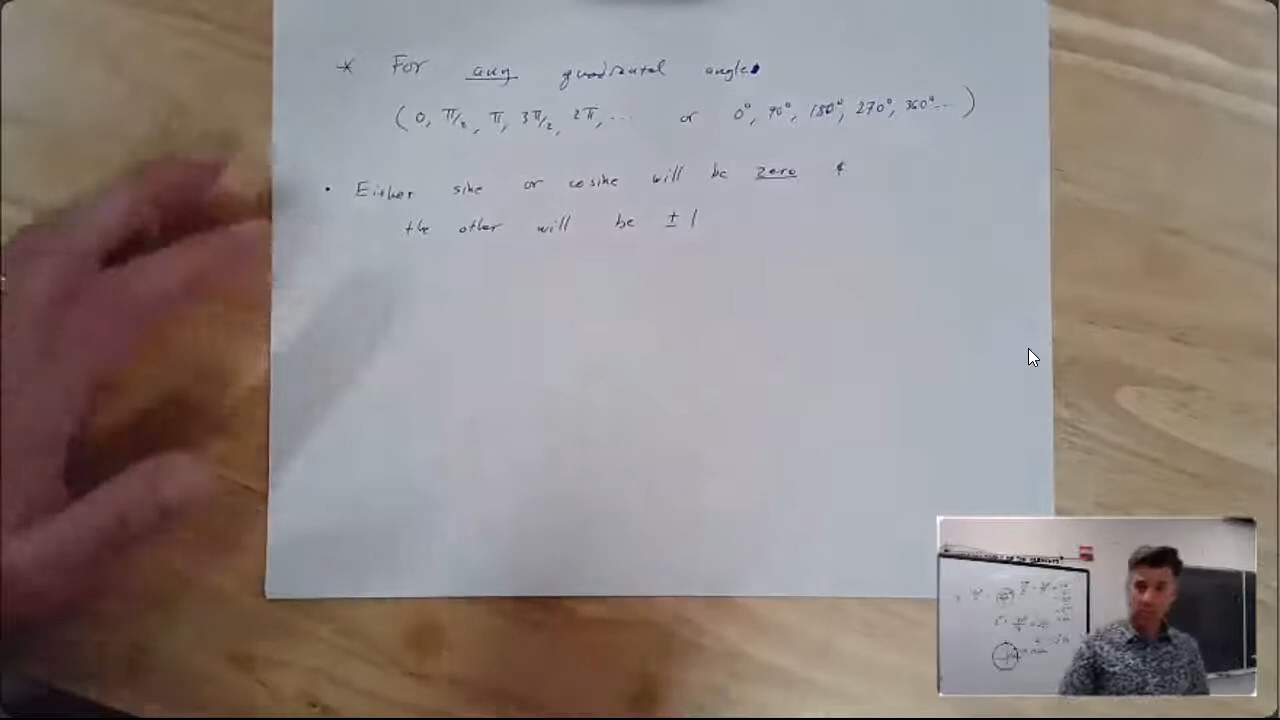 * For any quadrantal angle.
(0, π/2, π, 3π/2, 2π, ... or 0°, 90°, 180°, 270°, 360°... )
• Either sine or cosine will be zero &
the other will be ± 1